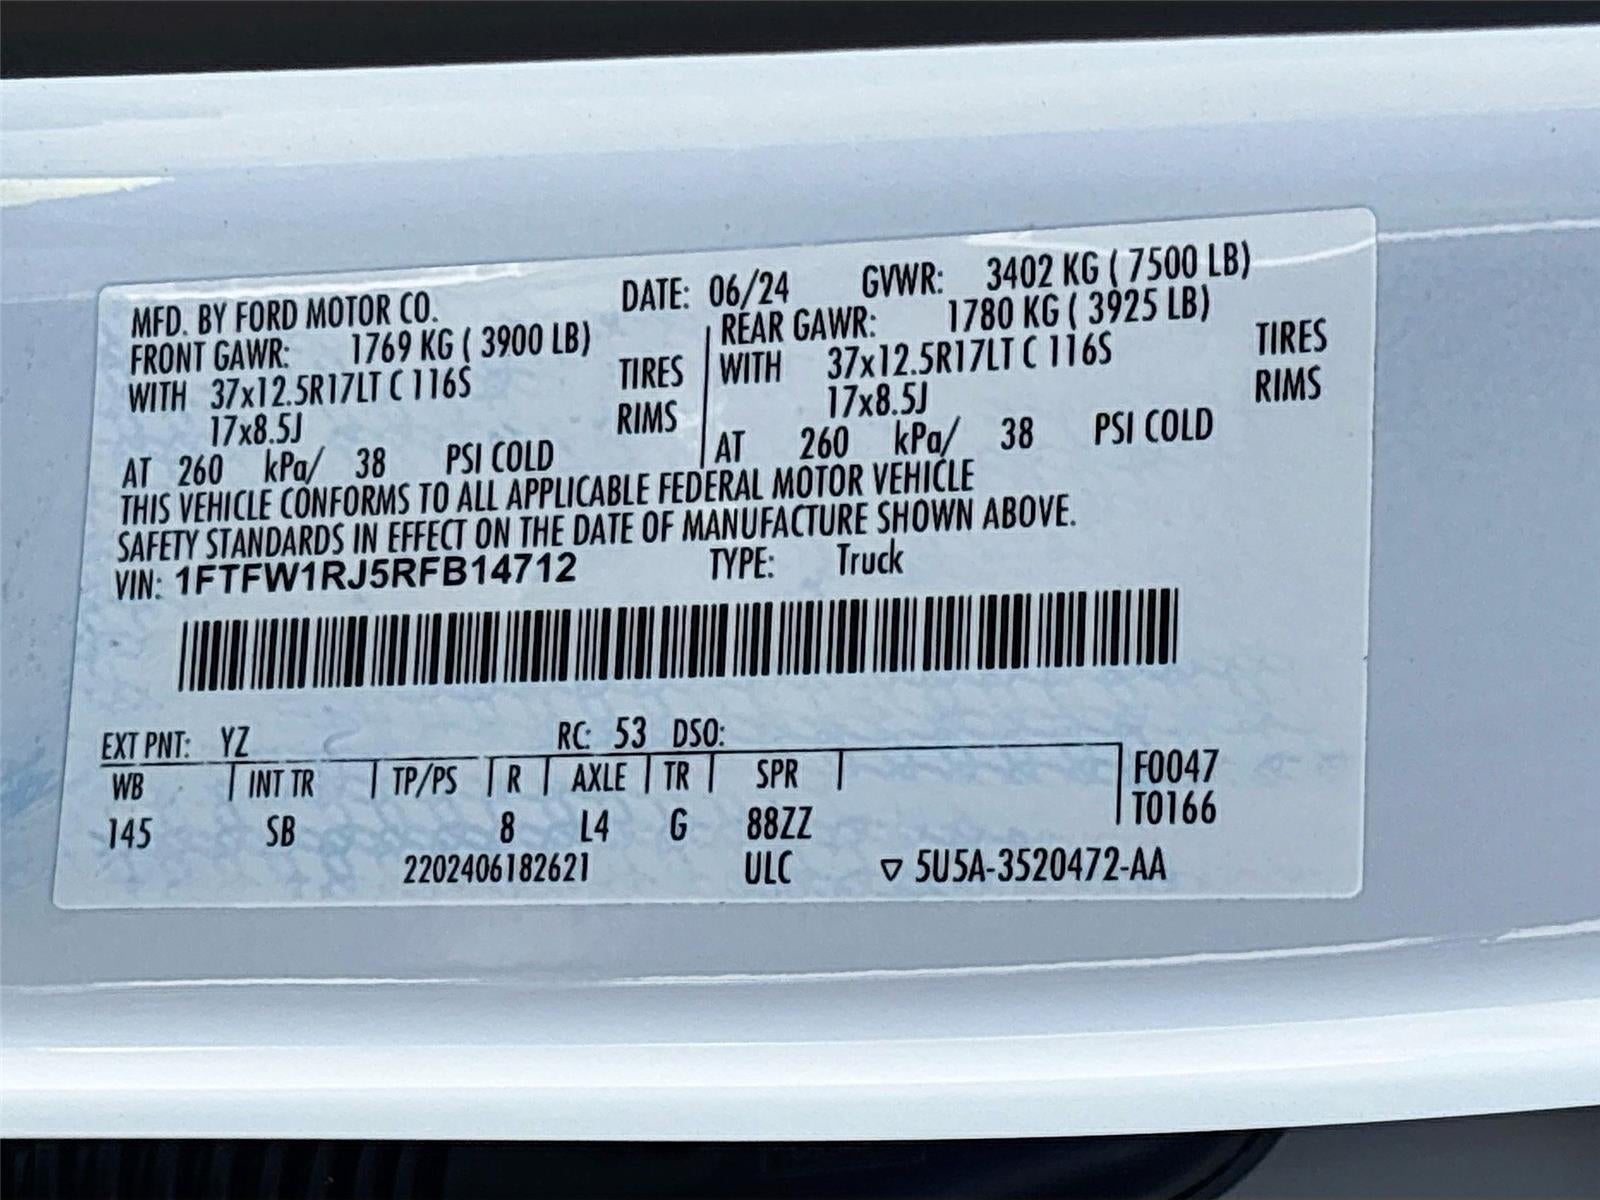 MFD. BY FORD MOTOR CO. DATE: 06/24 GVWR: 3402 KG ( 7500 LB)
FRONT GAWR: 1769 KG ( 3900 LB) REAR GAWR: 1780 KG ( 3925 LB)
WITH 37x12.5R17LT C 116S TIRES WITH 37x12.5R17LT C 116S TIRES
17x8.5J RIMS 17x8.5J RIMS
AT 260 kPa/ 38 PSI COLD AT 260 kPa/ 38 PSI COLD
THIS VEHICLE CONFORMS TO ALL APPLICABLE FEDERAL MOTOR VEHICLE
SAFETY STANDARDS IN EFFECT ON THE DATE OF MANUFACTURE SHOWN ABOVE.
VIN: 1FTFW1RJ5RFB14712 TYPE: Truck
EXT PNT: YZ RC: 53 DSO:
WB INT TR TP/PS R AXLE TR SPR F0047
145 SB 8 L4 G 88ZZ T0166
2202406182621 ULC ▽ 5U5A-3520472-AA